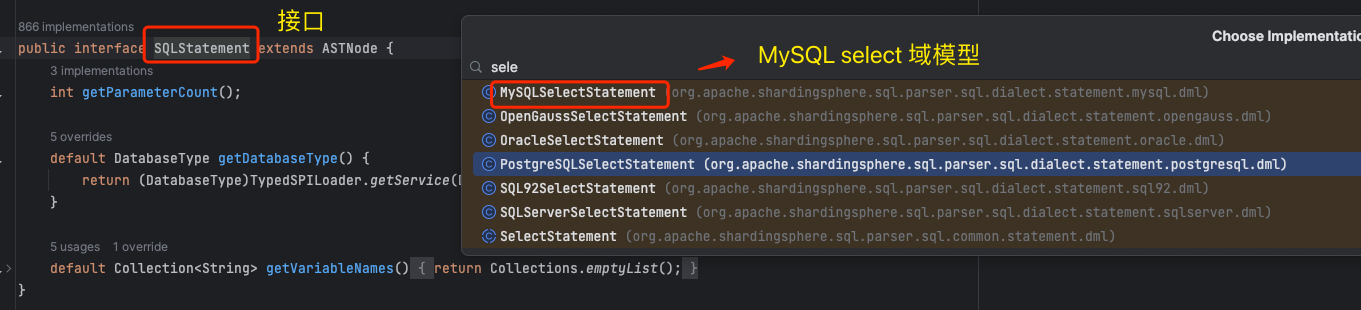 接口
866 implementations
public interface SQLStatement extends ASTNode {
3 implementations
int getParameterCount();
5 overrides
default DatabaseType getDatabaseType() {
return (DatabaseType)TypedSPILoader.getService(
}
5 usages 1 override
default Collection<String> getVariableNames() { return Collections.emptyList(); }
}
Choose Implementatio
sele
MySQL select 域模型
MySQLSelectStatement (org.apache.shardingsphere.sql.parser.sql.dialect.statement.mysql.dml)
OpenGaussSelectStatement (org.apache.shardingsphere.sql.parser.sql.dialect.statement.opengauss.dml)
OracleSelectStatement (org.apache.shardingsphere.sql.parser.sql.dialect.statement.oracle.dml)
PostgreSQLSelectStatement (org.apache.shardingsphere.sql.parser.sql.dialect.statement.postgresql.dml)
SQL92SelectStatement (org.apache.shardingsphere.sql.parser.sql.dialect.statement.sql92.dml)
SQLServerSelectStatement (org.apache.shardingsphere.sql.parser.sql.dialect.statement.sqlserver.dml)
SelectStatement (org.apache.shardingsphere.sql.parser.sql.common.statement.dml)